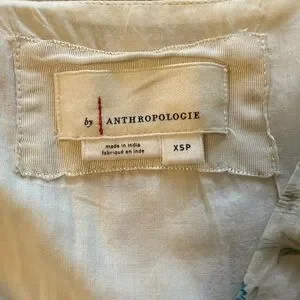 by ANTHROPOLOGIE
made in india
fabriqué en inde
XSP